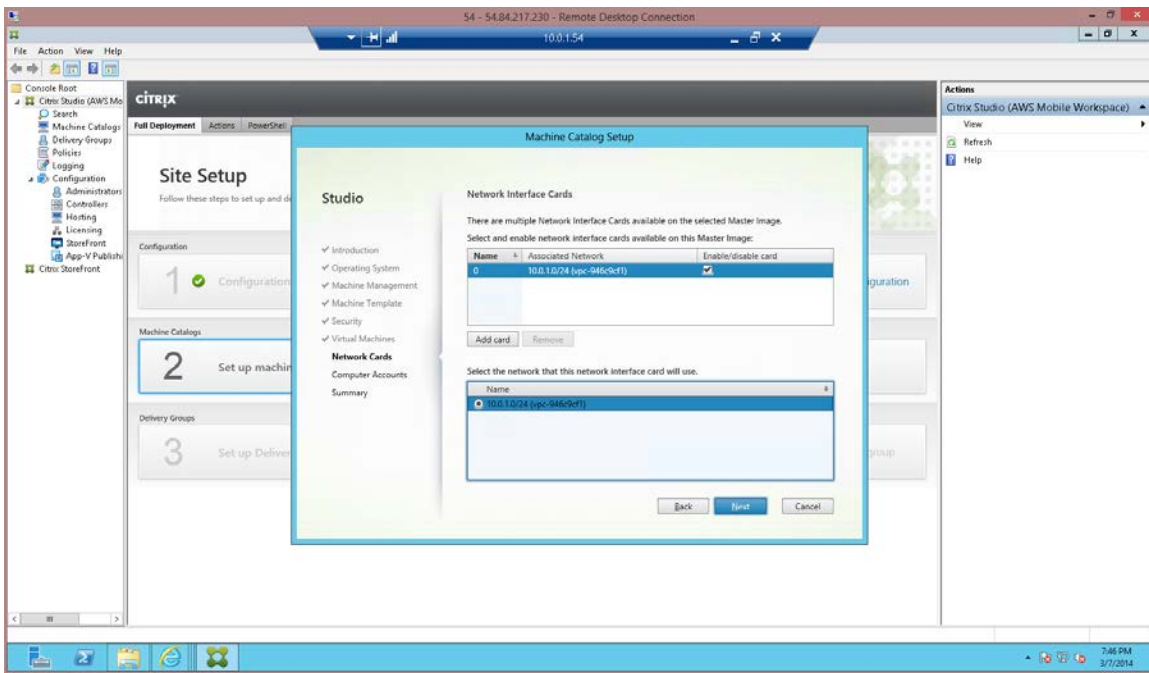 54 - 54.84.217.230 - Remote Desktop Connection
10.0.1.54
File Action View Help
Console Root
Citrix Studio (AWS Mo
Search
Machine Catalogs
Delivery Groups
Policies
Logging
Configuration
Administrators
Controllers
Hosting
Licensing
StoreFront
App-V Publishi
Citrix StoreFront
CITRIX
Full Deployment Actions PowerShell
Site Setup
Follow these steps to set up and de
Configuration
1 Configuration
guration
Machine Catalogs
2 Set up machin
Delivery Groups
3 Set up Deliver
group
Machine Catalog Setup
Studio
Introduction
Operating System
Machine Management
Machine Template
Security
Virtual Machines
Network Cards
Computer Accounts
Summary
Network Interface Cards
There are multiple Network Interface Cards available on the selected Master Image.
Select and enable network interface cards available on this Master Image:
Name Associated Network Enable/disable card
0 10.0.1.0/24 (vpc-946c9cf1)
Add card Remove
Select the network that this network interface card will use.
Name
10.0.1.0/24 (vpc-946c9cf1)
Back Next Cancel
Actions
Citrix Studio (AWS Mobile Workspace)
View
Refresh
Help
7:46 PM
3/7/2014